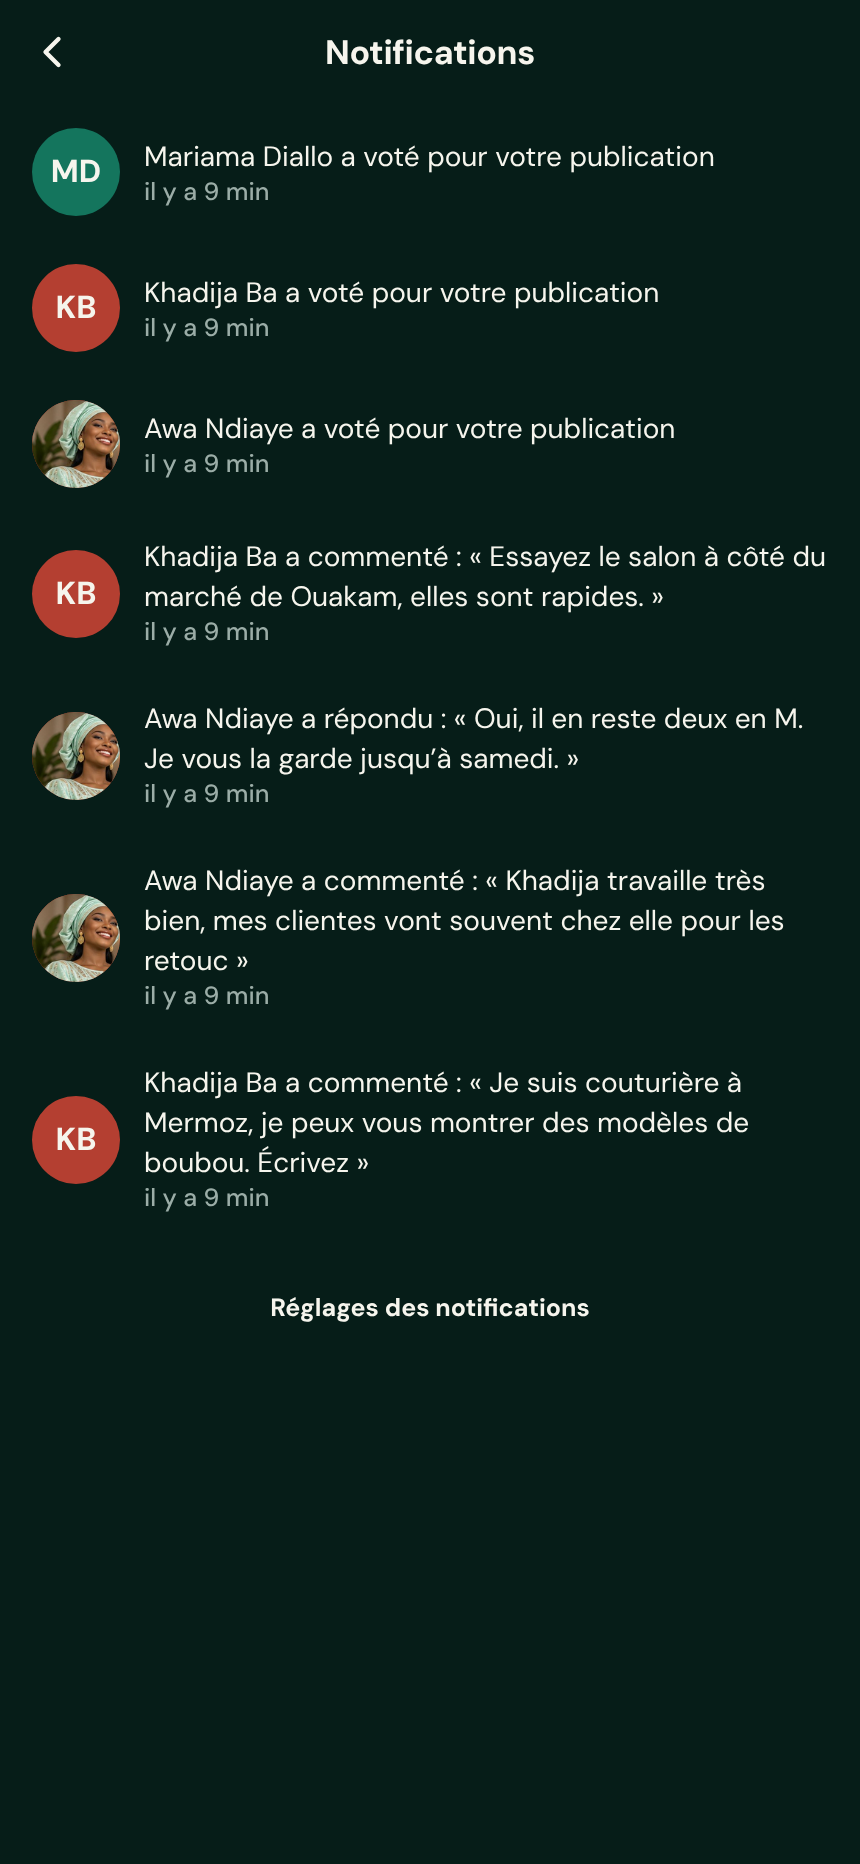 Notifications
MD
Mariama Diallo a voté pour votre publication
il y a 9 min
KB
Khadija Ba a voté pour votre publication
il y a 9 min
Awa Ndiaye a voté pour votre publication
il y a 9 min
KB
Khadija Ba a commenté : « Essayez le salon à côté du
marché de Ouakam, elles sont rapides. »
il y a 9 min
Awa Ndiaye a répondu : « Oui, il en reste deux en M.
Je vous la garde jusqu’à samedi. »
il y a 9 min
Awa Ndiaye a commenté : « Khadija travaille très
bien, mes clientes vont souvent chez elle pour les
retouc »
il y a 9 min
KB
Khadija Ba a commenté : « Je suis couturière à
Mermoz, je peux vous montrer des modèles de
boubou. Écrivez »
il y a 9 min
Réglages des notifications